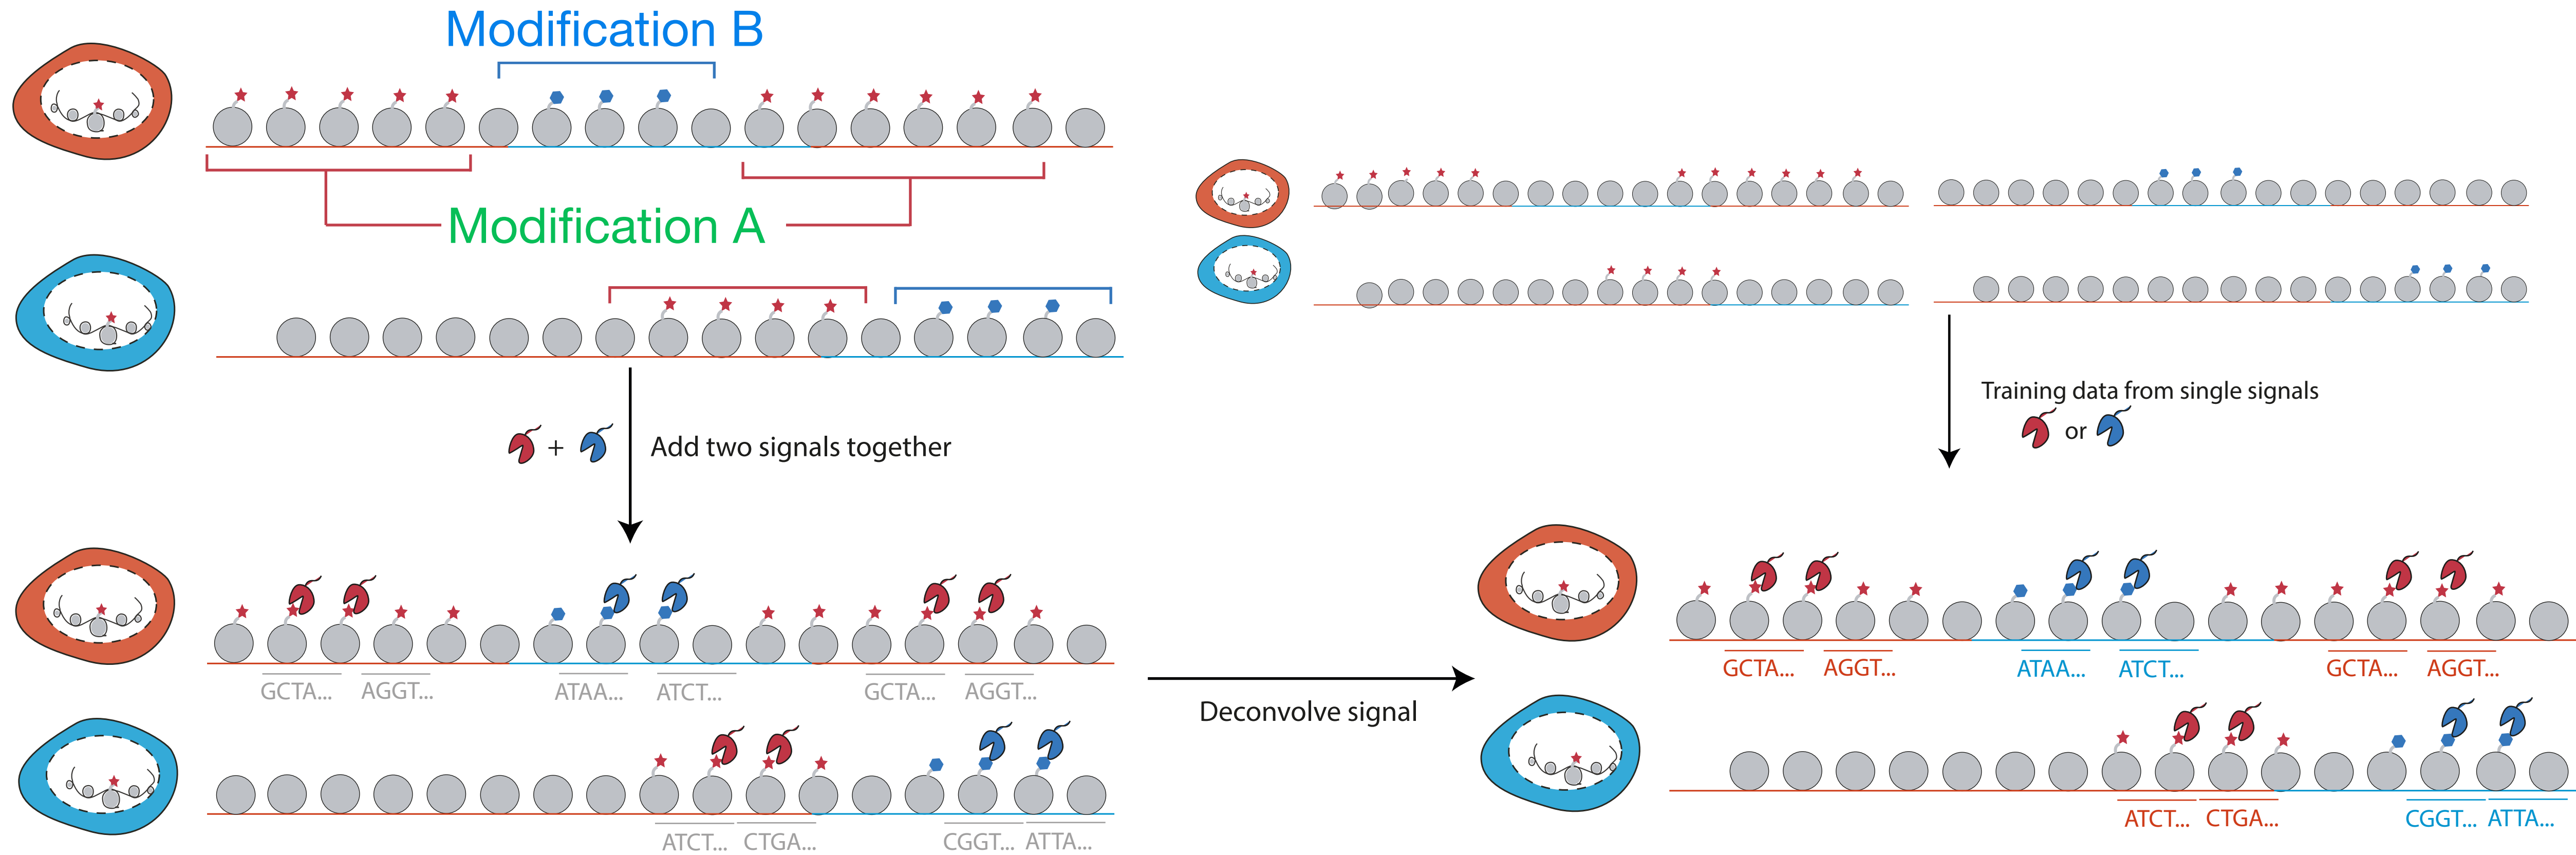 Modification B
Modification A
+
Add two signals together
Training data from single signals
or
GCTA... AGGT... ATAA... ATCT... GCTA... AGGT...
ATCT... CTGA... CGGT... ATTA...
Deconvolve signal
GCTA... AGGT... ATAA... ATCT... GCTA... AGGT...
ATCT... CTGA... CGGT... ATTA...